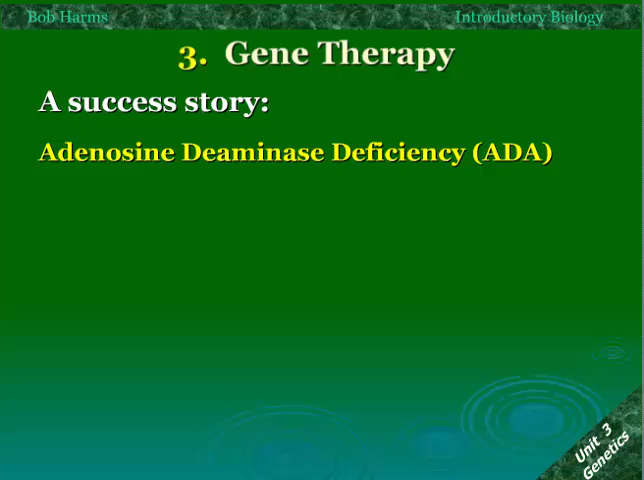 Bob Harms
Introductory Biology
3. Gene Therapy
A success story:
Adenosine Deaminase Deficiency (ADA)
Unit 3
Genetics